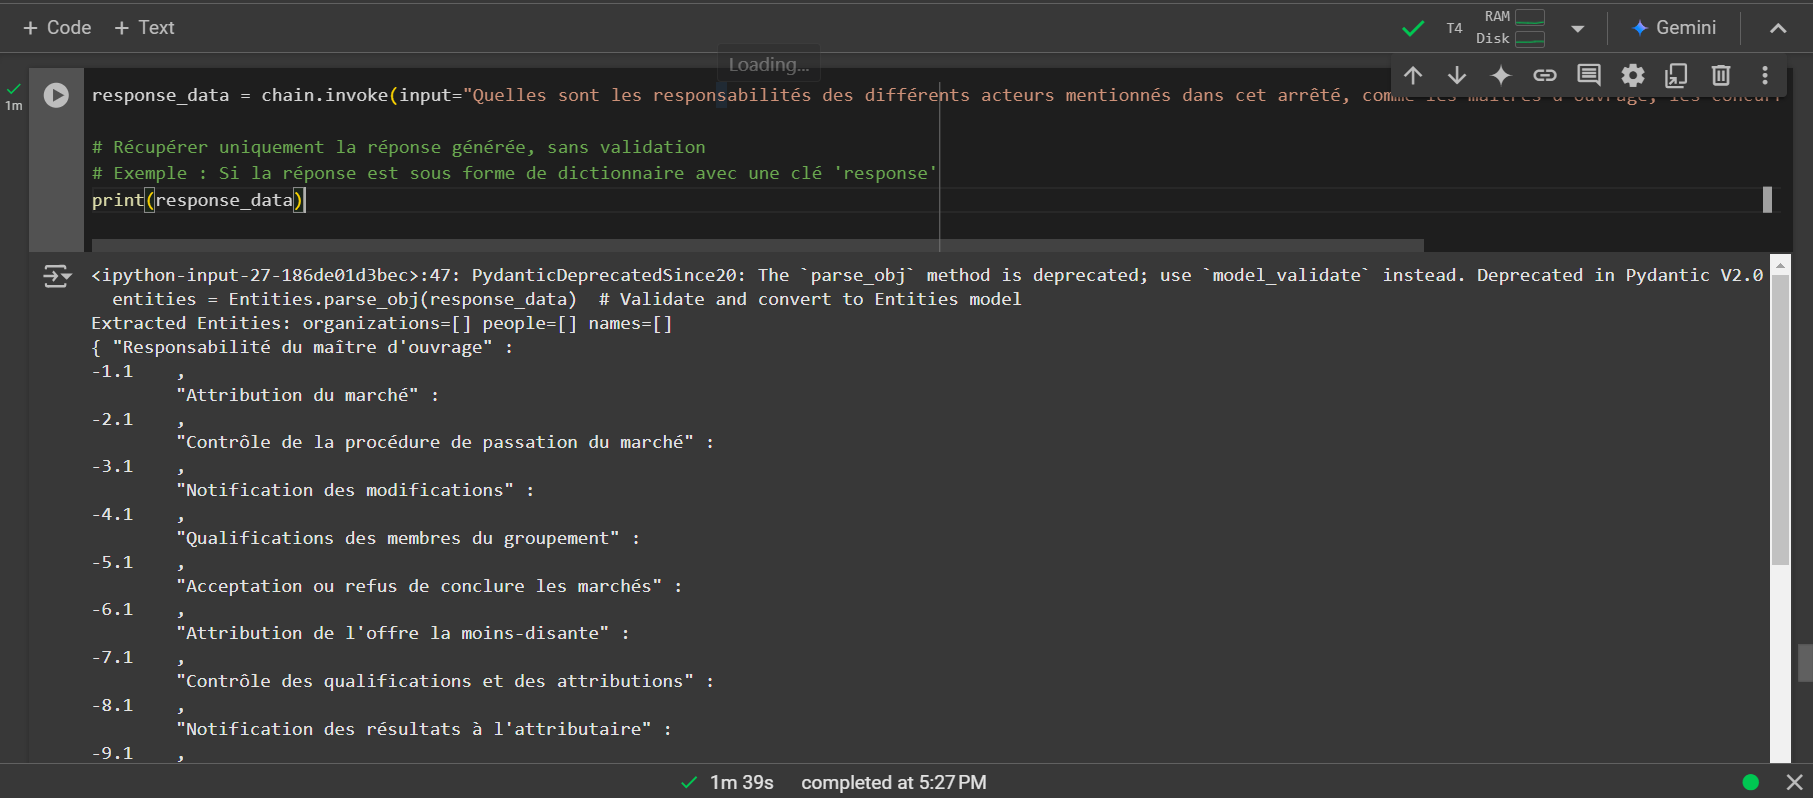 + Code + Text
T4
RAM
Disk
Gemini
Loading...
1m
response_data = chain.invoke(input="Quelles sont les responsabilités des différents acteurs mentionnés dans cet arrêté, comme les maîtres d'ouvrage, les concurr
# Récupérer uniquement la réponse générée, sans validation
# Exemple : Si la réponse est sous forme de dictionnaire avec une clé 'response'
print(response_data)
<ipython-input-27-186de01d3bec>:47: PydanticDeprecatedSince20: The `parse_obj` method is deprecated; use `model_validate` instead. Deprecated in Pydantic V2.0
entities = Entities.parse_obj(response_data)  # Validate and convert to Entities model
Extracted Entities: organizations=[] people=[] names=[]
{ "Responsabilité du maître d'ouvrage" :
-1.1 ,
"Attribution du marché" :
-2.1 ,
"Contrôle de la procédure de passation du marché" :
-3.1 ,
"Notification des modifications" :
-4.1 ,
"Qualifications des membres du groupement" :
-5.1 ,
"Acceptation ou refus de conclure les marchés" :
-6.1 ,
"Attribution de l'offre la moins-disante" :
-7.1 ,
"Contrôle des qualifications et des attributions" :
-8.1 ,
"Notification des résultats à l'attributaire" :
-9.1 ,
1m 39s completed at 5:27 PM